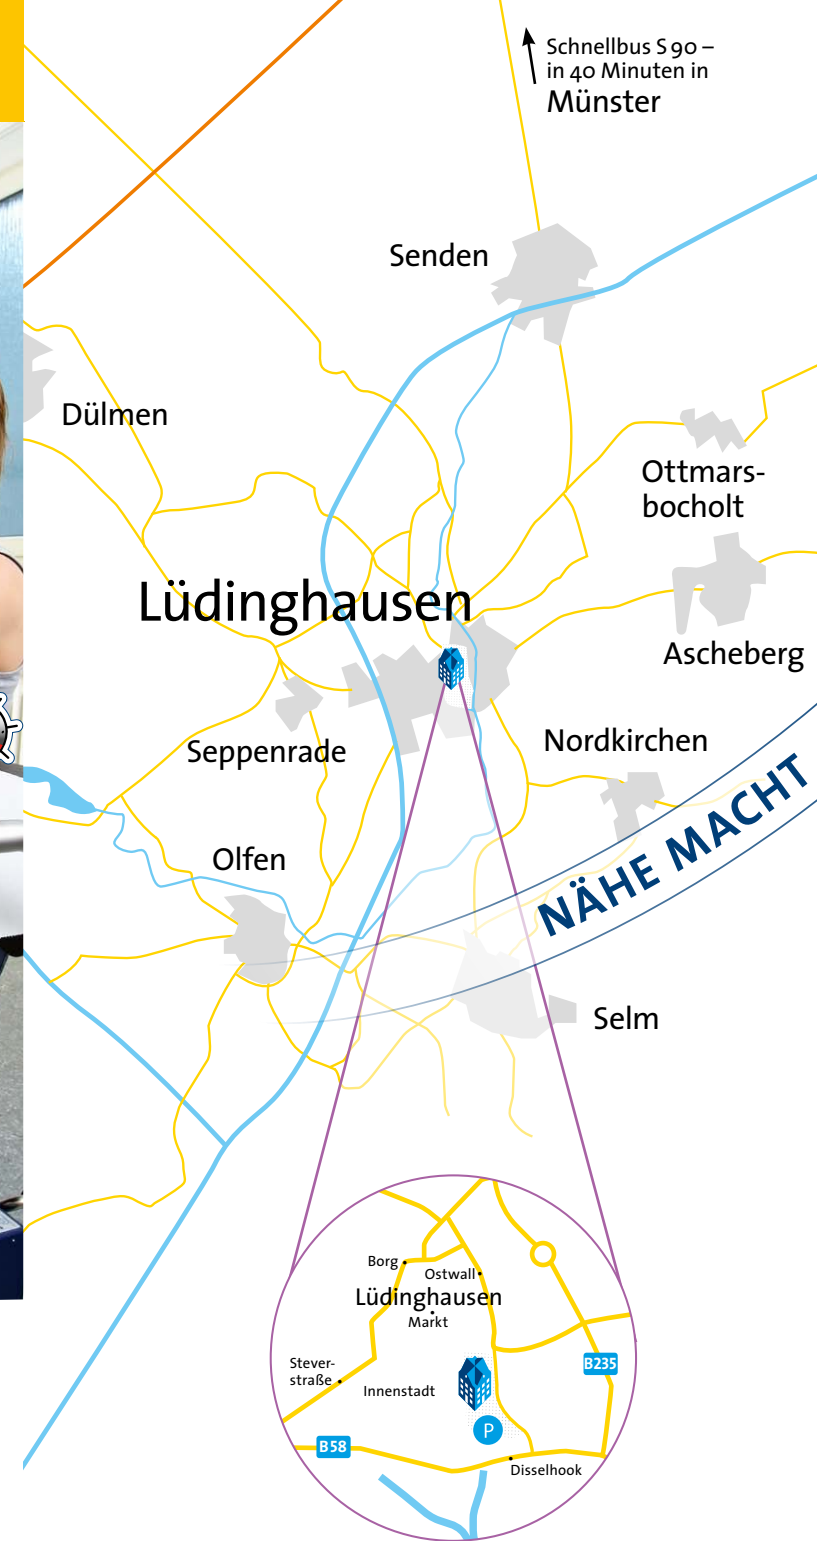 Schnellbus S 90 –
in 40 Minuten in
Münster
Senden
Dülmen
Ottmars-
bocholt
Lüdinghausen
Ascheberg
Nordkirchen
Seppenrade
NÄHE MACHT
Olfen
Selm
Borg
Ostwall
Lüdinghausen
Markt
Stever-
straße
Innenstadt
B235
P
B58
Disselhook